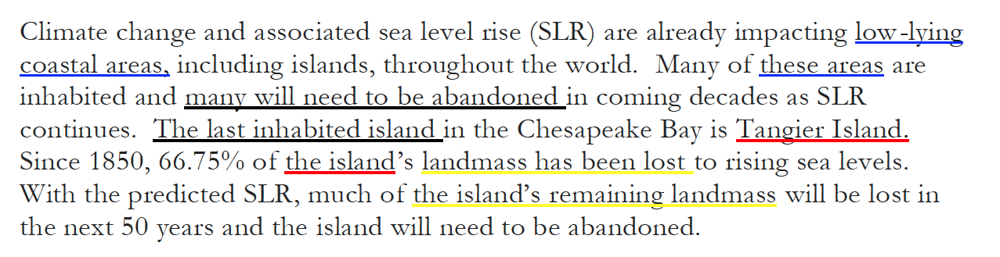 Climate change and associated sea level rise (SLR) are already impacting low-lying
coastal areas, including islands, throughout the world.  Many of these areas are
inhabited and many will need to be abandoned in coming decades as SLR
continues.  The last inhabited island in the Chesapeake Bay is Tangier Island.
Since 1850, 66.75% of the island’s landmass has been lost to rising sea levels.
With the predicted SLR, much of the island’s remaining landmass will be lost in
the next 50 years and the island will need to be abandoned.